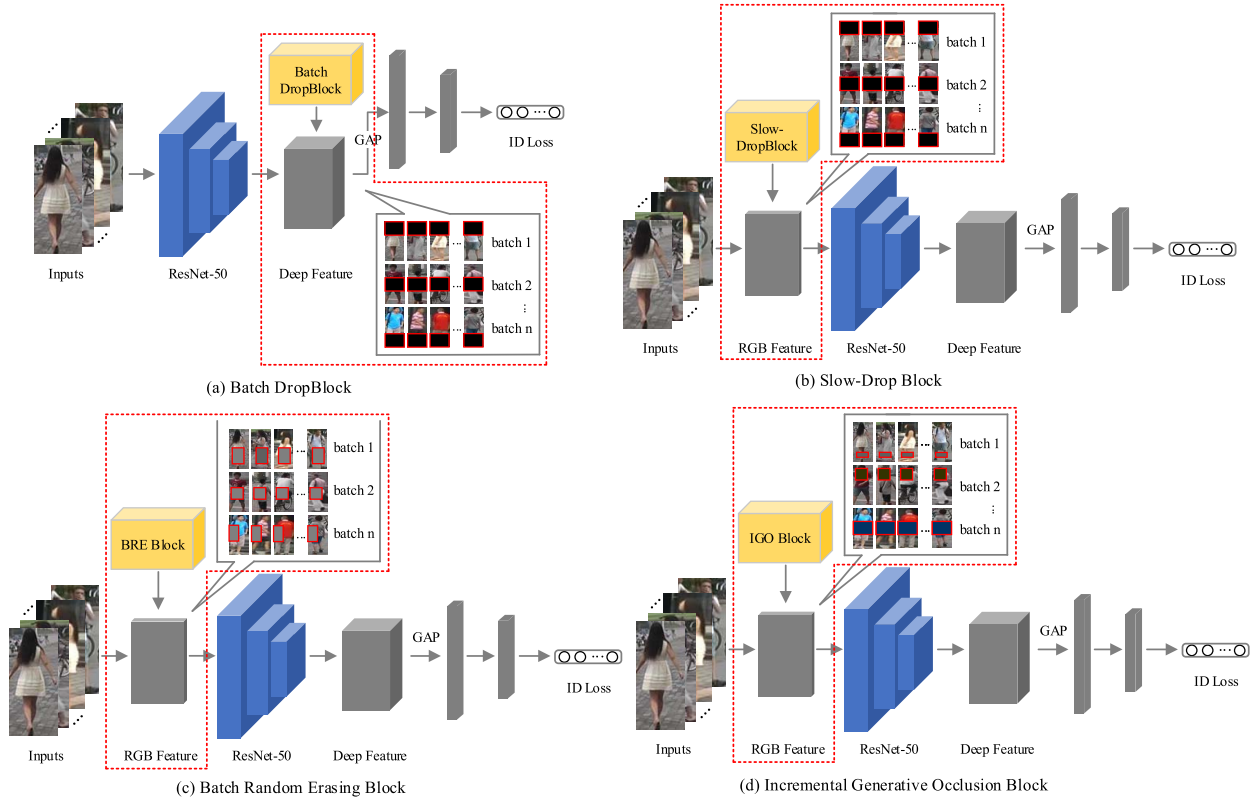 Batch
DropBlock
GAP
ID Loss
Inputs
ResNet-50
Deep Feature
batch 1
batch 2
⋮
batch n
(a) Batch DropBlock
Slow-
DropBlock
batch 1
batch 2
⋮
batch n
GAP
ID Loss
Inputs
RGB Feature
ResNet-50
Deep Feature
(b) Slow-Drop Block
BRE Block
batch 1
batch 2
batch n
GAP
ID Loss
Inputs
RGB Feature
ResNet-50
Deep Feature
(c) Batch Random Erasing Block
IGO Block
batch 1
batch 2
⋮
batch n
GAP
ID Loss
Inputs
RGB Feature
ResNet-50
Deep Feature
(d) Incremental Generative Occlusion Block